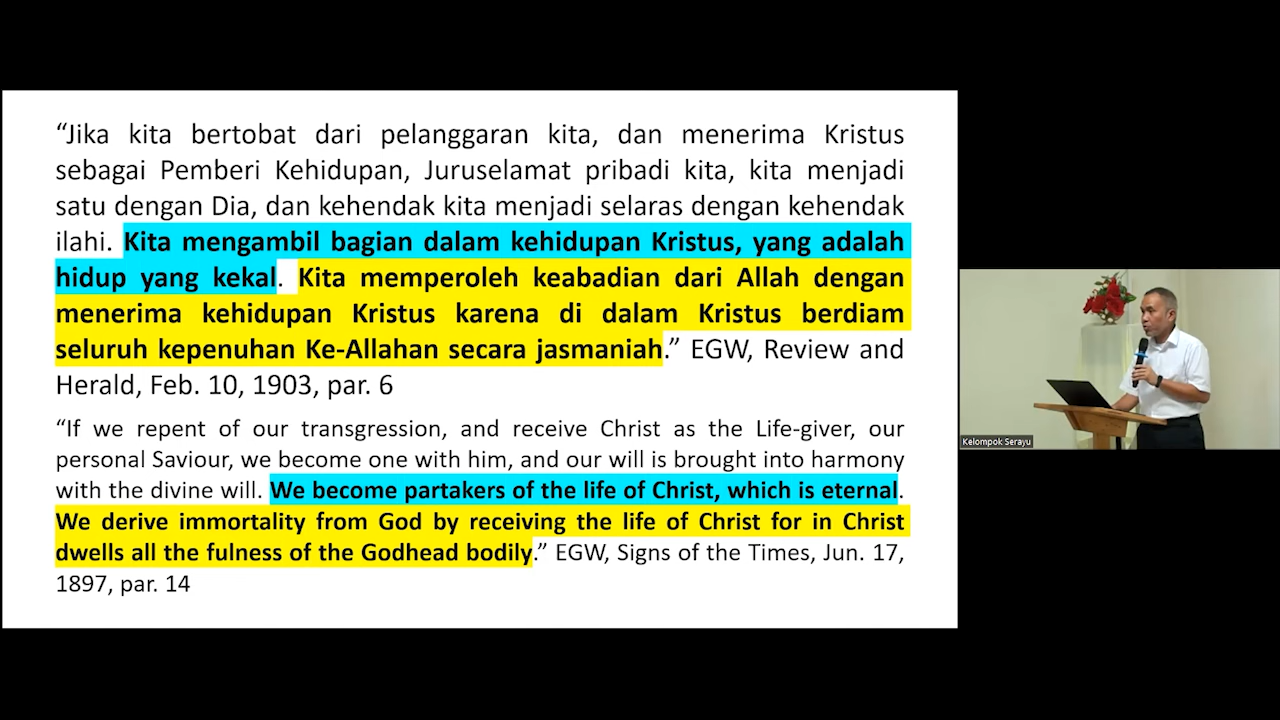 “Jika kita bertobat dari pelanggaran kita, dan menerima Kristus
sebagai Pemberi Kehidupan, Juruselamat pribadi kita, kita menjadi
satu dengan Dia, dan kehendak kita menjadi selaras dengan kehendak
ilahi. Kita mengambil bagian dalam kehidupan Kristus, yang adalah
hidup yang kekal. Kita memperoleh keabadian dari Allah dengan
menerima kehidupan Kristus karena di dalam Kristus berdiam
seluruh kepenuhan Ke-Allahan secara jasmaniah.” EGW, Review and
Herald, Feb. 10, 1903, par. 6
“If we repent of our transgression, and receive Christ as the Life-giver, our
personal Saviour, we become one with him, and our will is brought into harmony
with the divine will. We become partakers of the life of Christ, which is eternal.
We derive immortality from God by receiving the life of Christ for in Christ
dwells all the fulness of the Godhead bodily.” EGW, Signs of the Times, Jun. 17,
1897, par. 14
Kelompok Serayu